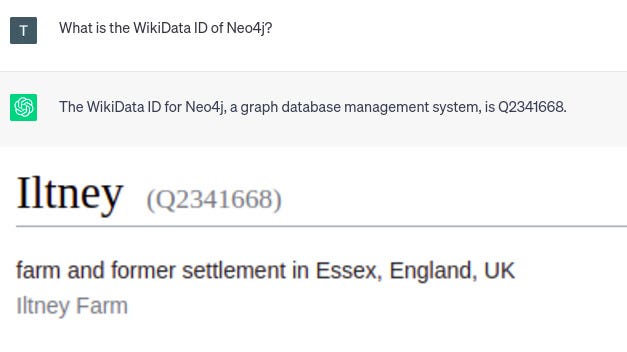 T
What is the WikiData ID of Neo4j?
The WikiData ID for Neo4j, a graph database management system, is Q2341668.
Iltney (Q2341668)
farm and former settlement in Essex, England, UK
Iltney Farm